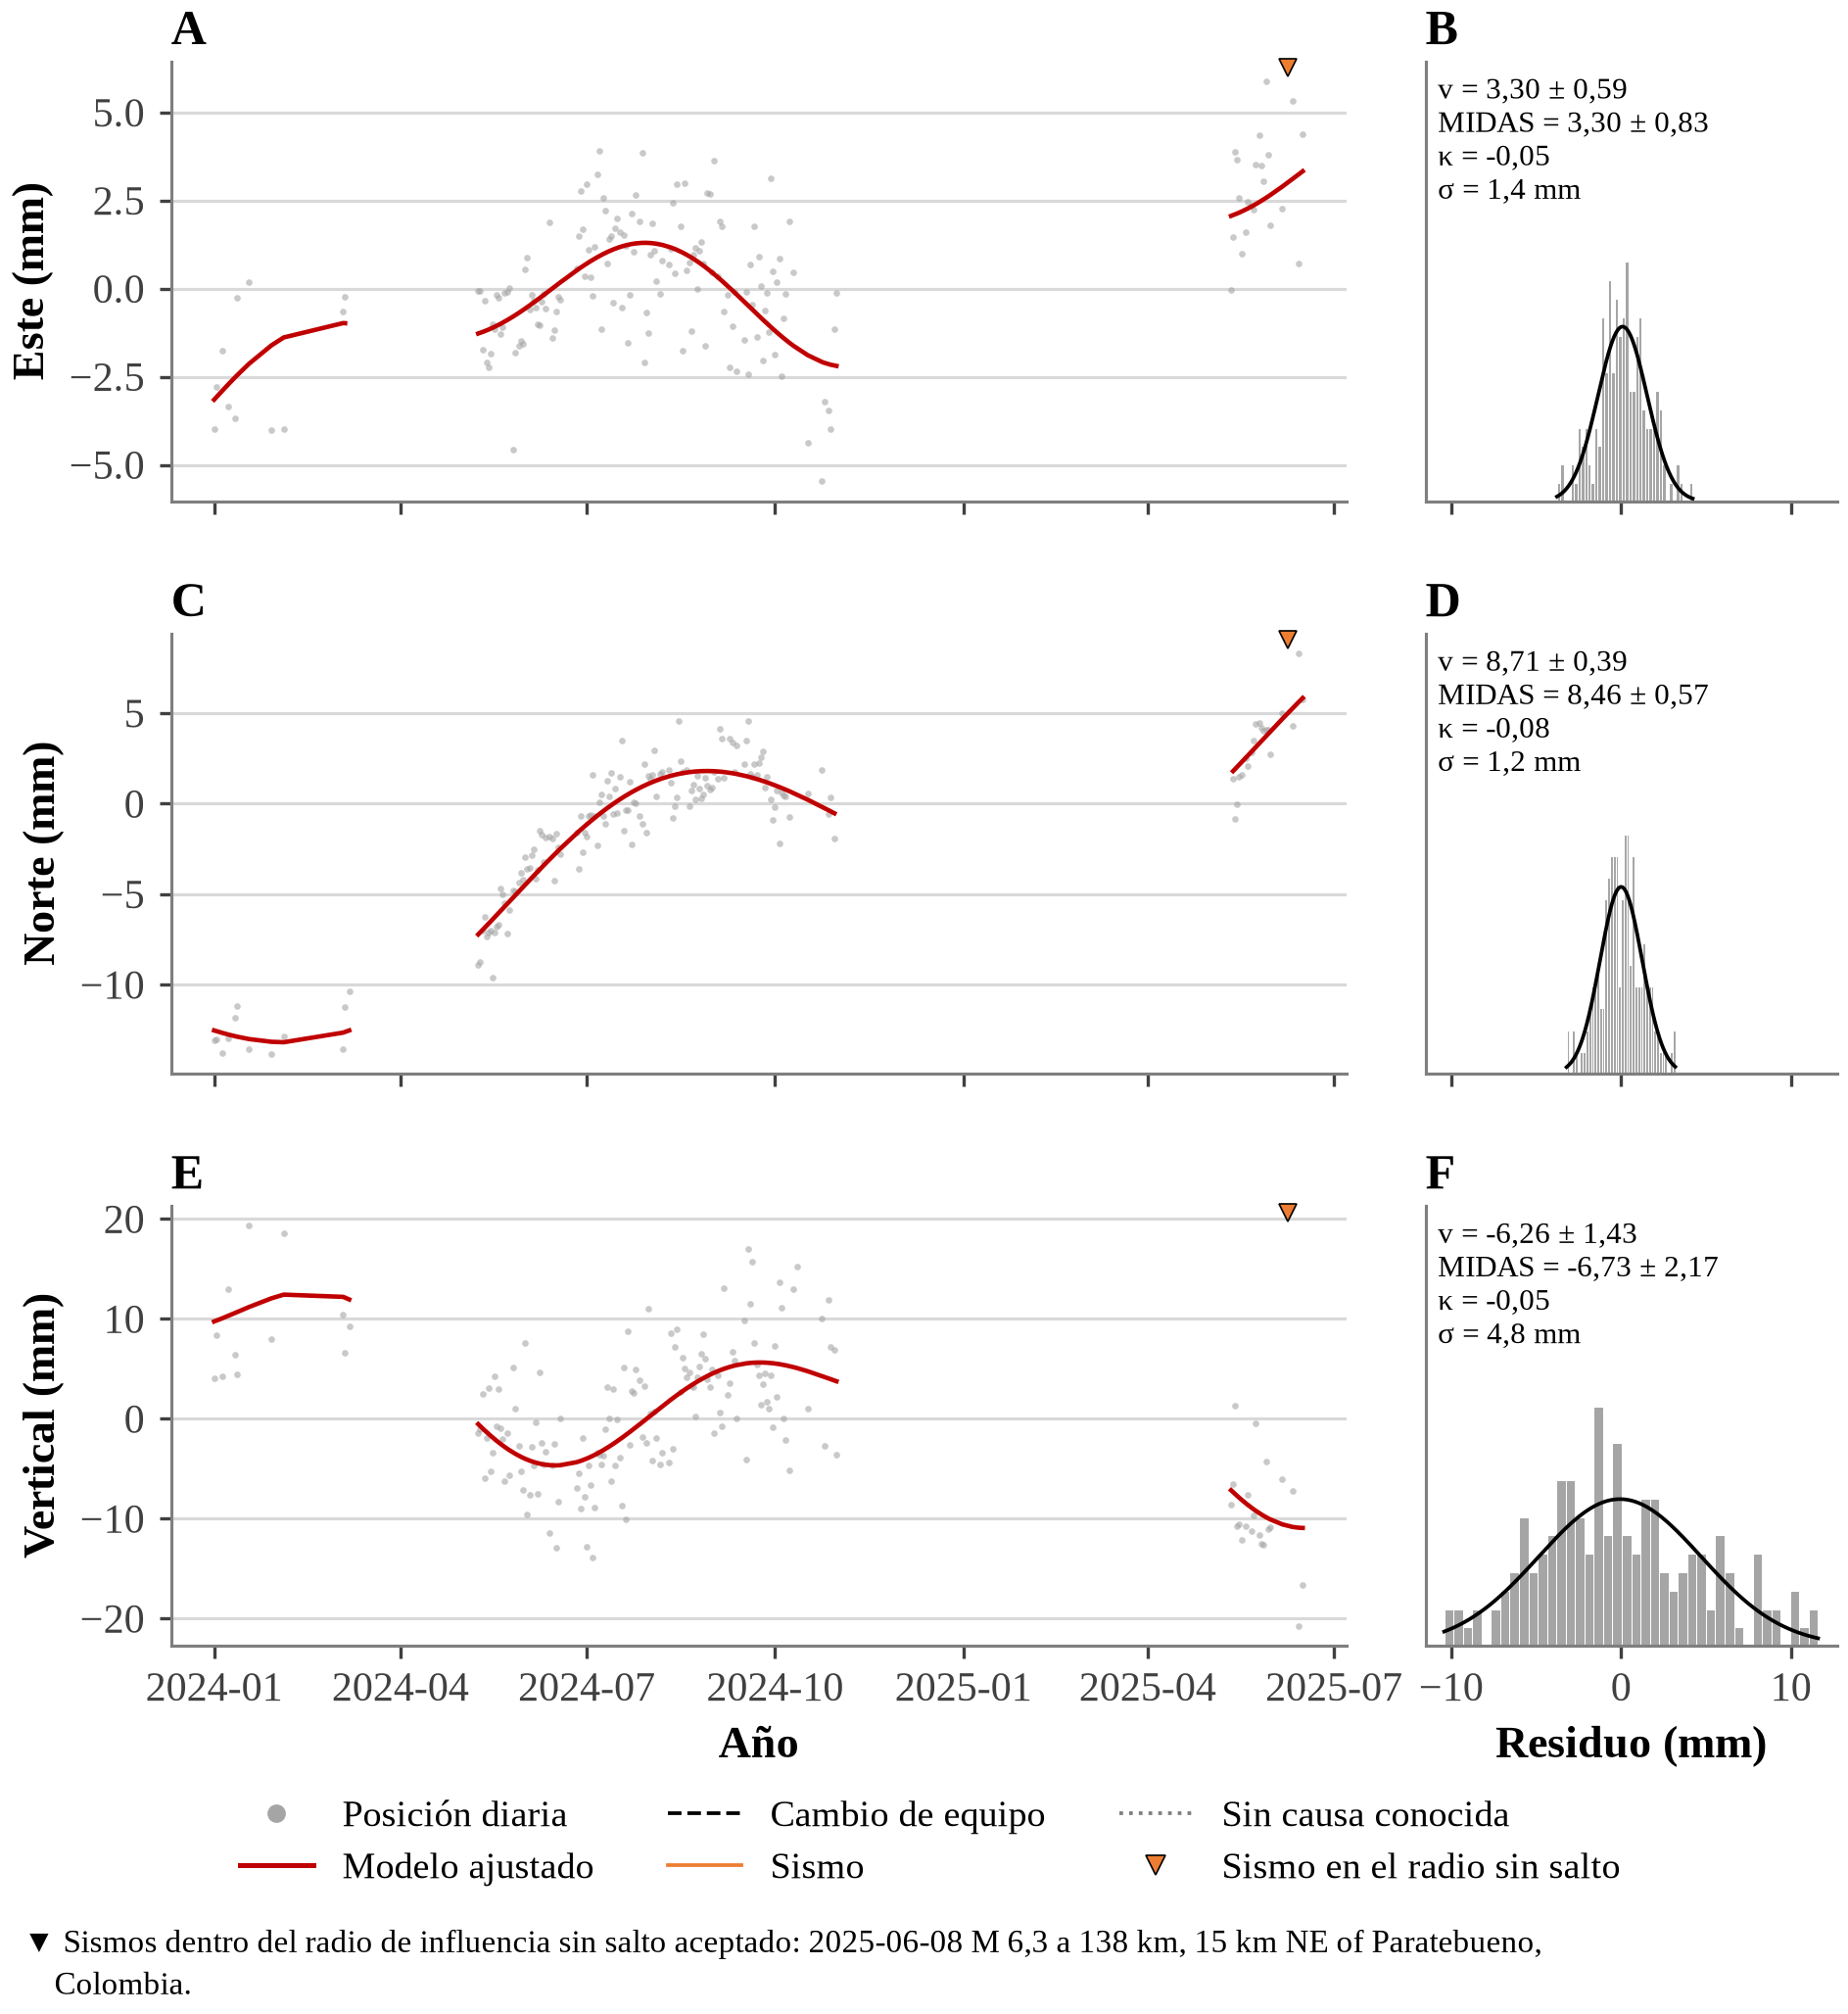 A
B
Este (mm)
5.0
2.5
0.0
−2.5
−5.0
v = 3,30 ± 0,59
MIDAS = 3,30 ± 0,83
κ = -0,05
σ = 1,4 mm
C
D
Norte (mm)
5
0
−5
−10
v = 8,71 ± 0,39
MIDAS = 8,46 ± 0,57
κ = -0,08
σ = 1,2 mm
E
F
Vertical (mm)
20
10
0
−10
−20
v = -6,26 ± 1,43
MIDAS = -6,73 ± 2,17
κ = -0,05
σ = 4,8 mm
2024-01 2024-04 2024-07 2024-10 2025-01 2025-04 2025-07
−10 0 10
Año
Residuo (mm)
Posición diaria
Cambio de equipo
Sin causa conocida
Modelo ajustado
Sismo
Sismo en el radio sin salto
▼ Sismos dentro del radio de influencia sin salto aceptado: 2025-06-08 M 6,3 a 138 km, 15 km NE of Paratebueno,
Colombia.